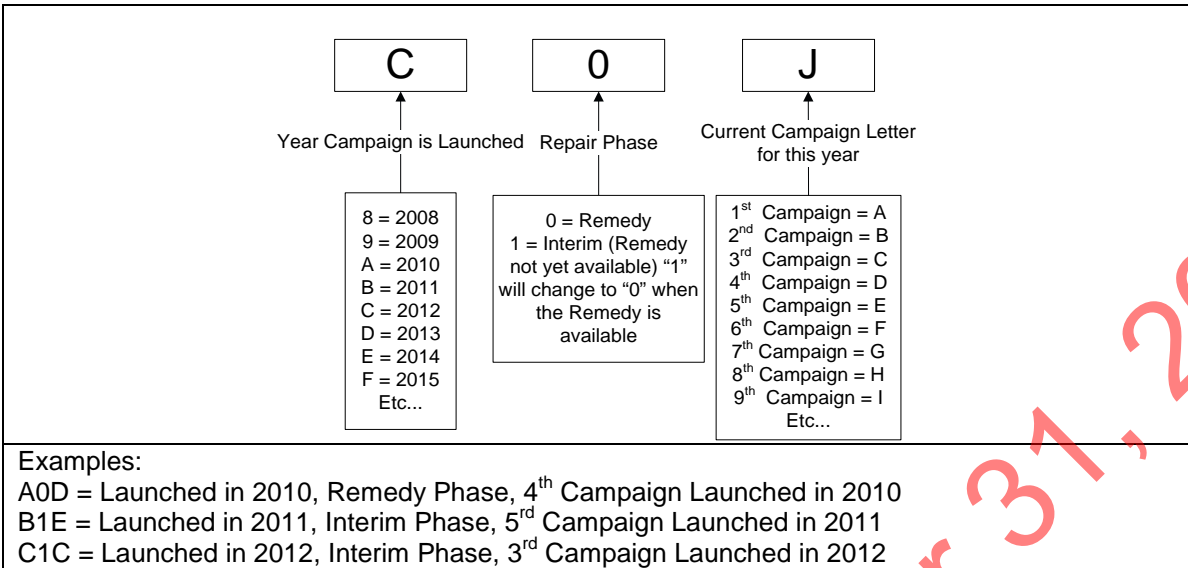 C 0 J
Year Campaign is Launched
Repair Phase
Current Campaign Letter
for this year
8 = 2008
9 = 2009
A = 2010
B = 2011
C = 2012
D = 2013
E = 2014
F = 2015
Etc...
0 = Remedy
1 = Interim (Remedy
not yet available) “1”
will change to “0” when
the Remedy is
available
1st Campaign = A
2nd Campaign = B
3rd Campaign = C
4th Campaign = D
5th Campaign = E
6th Campaign = F
7th Campaign = G
8th Campaign = H
9th Campaign = I
Etc...
Examples:
A0D = Launched in 2010, Remedy Phase, 4th Campaign Launched in 2010
B1E = Launched in 2011, Interim Phase, 5rd Campaign Launched in 2011
C1C = Launched in 2012, Interim Phase, 3rd Campaign Launched in 2012
31,